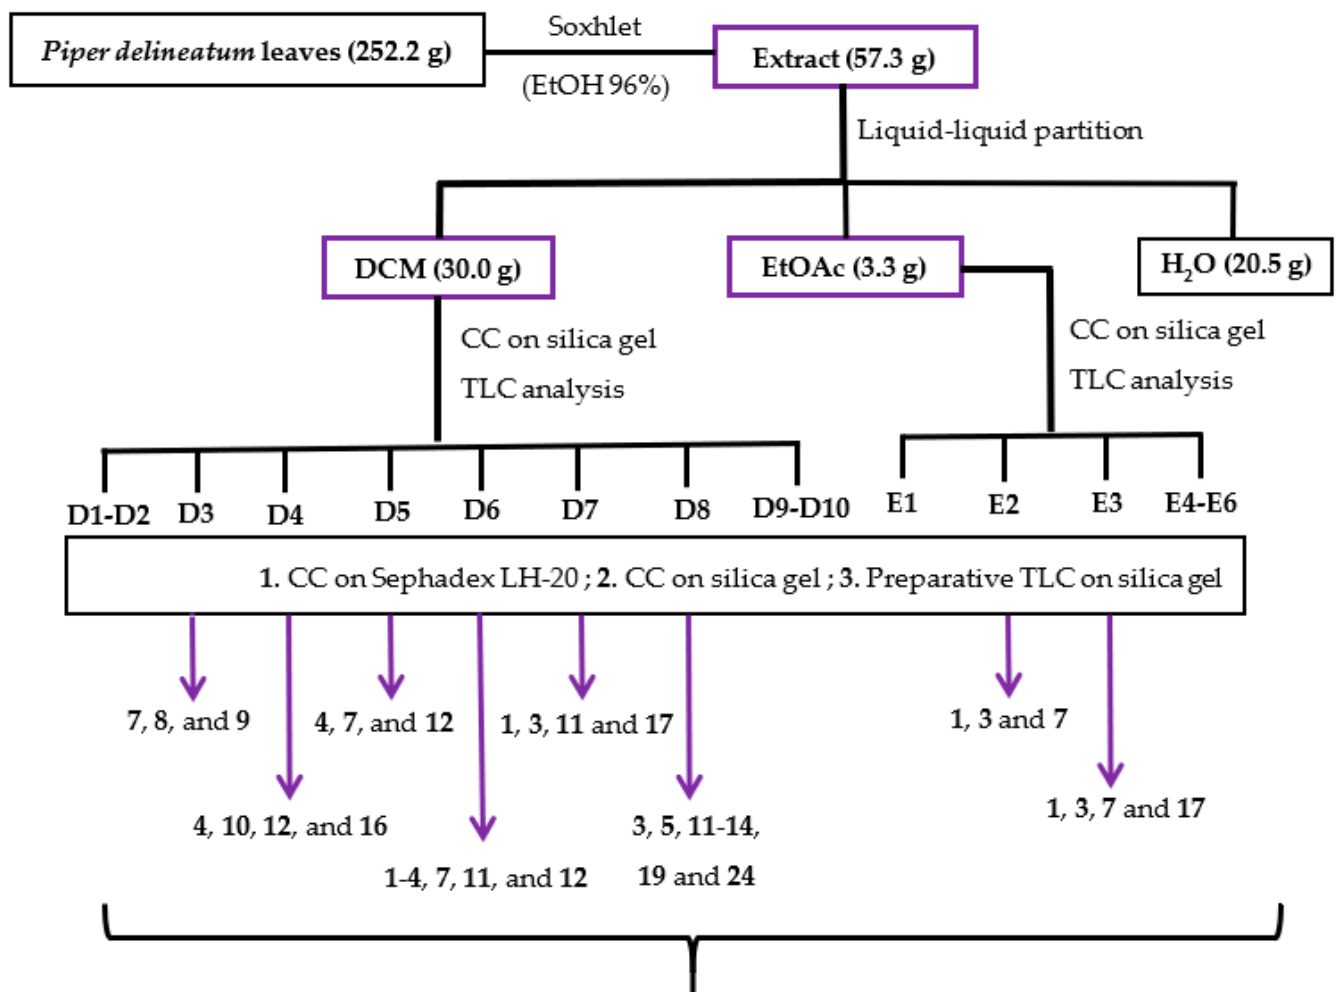 Piper delineatum leaves (252.2 g)
Soxhlet
(EtOH 96%)
Extract (57.3 g)
Liquid-liquid partition
DCM (30.0 g)
EtOAc (3.3 g)
H₂O (20.5 g)
CC on silica gel
TLC analysis
CC on silica gel
TLC analysis
D1-D2 D3 D4 D5 D6 D7 D8 D9-D10 E1 E2 E3 E4-E6
1. CC on Sephadex LH-20 ; 2. CC on silica gel ; 3. Preparative TLC on silica gel
7, 8, and 9
4, 7, and 12
1, 3, 11 and 17
1, 3 and 7
4, 10, 12, and 16
3, 5, 11-14,
19 and 24
1, 3, 7 and 17
1-4, 7, 11, and 12